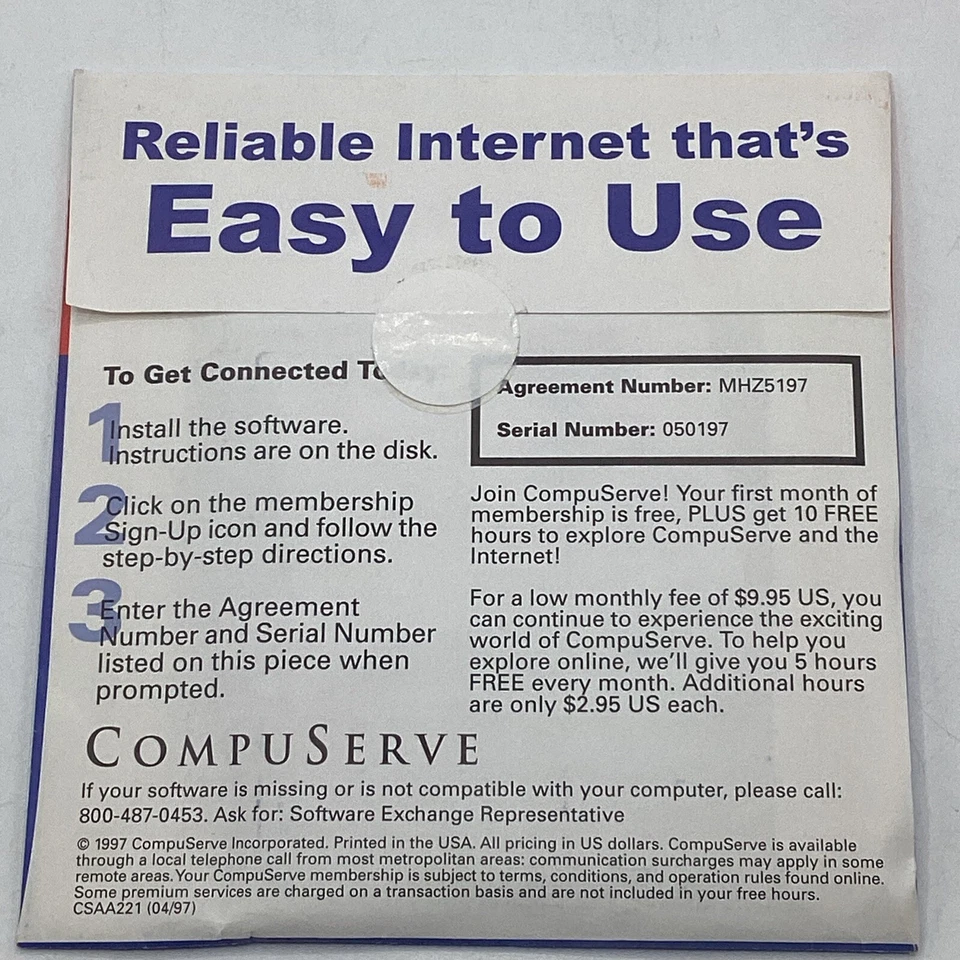 Reliable Internet that's
Easy to Use
To Get Connected
Agreement Number: MHZ5197
Serial Number: 050197
1 Install the software.
Instructions are on the disk.
2 Click on the membership
Sign-Up icon and follow the
step-by-step directions.
3 Enter the Agreement
Number and Serial Number
listed on this piece when
prompted.
Join CompuServe! Your first month of
membership is free, PLUS get 10 FREE
hours to explore CompuServe and the
Internet!
For a low monthly fee of $9.95 US, you
can continue to experience the exciting
world of CompuServe. To help you
explore online, we'll give you 5 hours
FREE every month. Additional hours
are only $2.95 US each.
COMPUSERVE
If your software is missing or is not compatible with your computer, please call:
800-487-0453. Ask for: Software Exchange Representative
© 1997 CompuServe Incorporated. Printed in the USA. All pricing in US dollars. CompuServe is available
through a local telephone call from most metropolitan areas: communication surcharges may apply in some
remote areas. Your CompuServe membership is subject to terms, conditions, and operation rules found online.
Some premium services are charged on a transaction basis and are not included in your free hours.
CSAA221 (04/97)